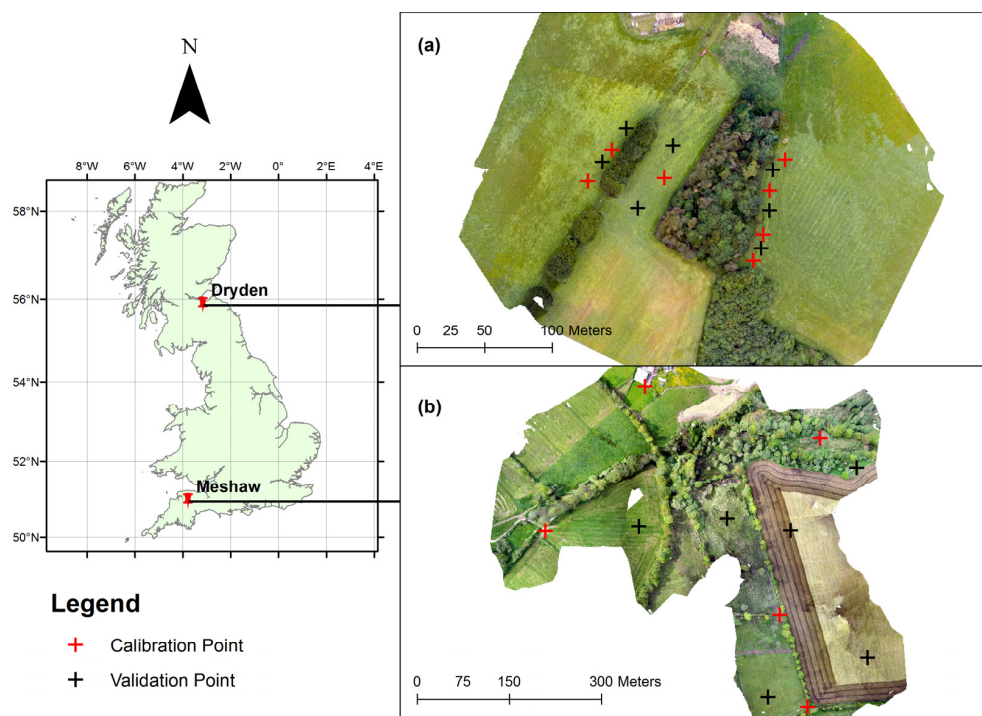 N
8°W 6°W 4°W 2°W 0°E 2°E 4°E
58°N
56°N
54°N
52°N
50°N
Dryden
Meshaw
Legend
Calibration Point
Validation Point
(a)
0 25 50 100 Meters
(b)
0 75 150 300 Meters